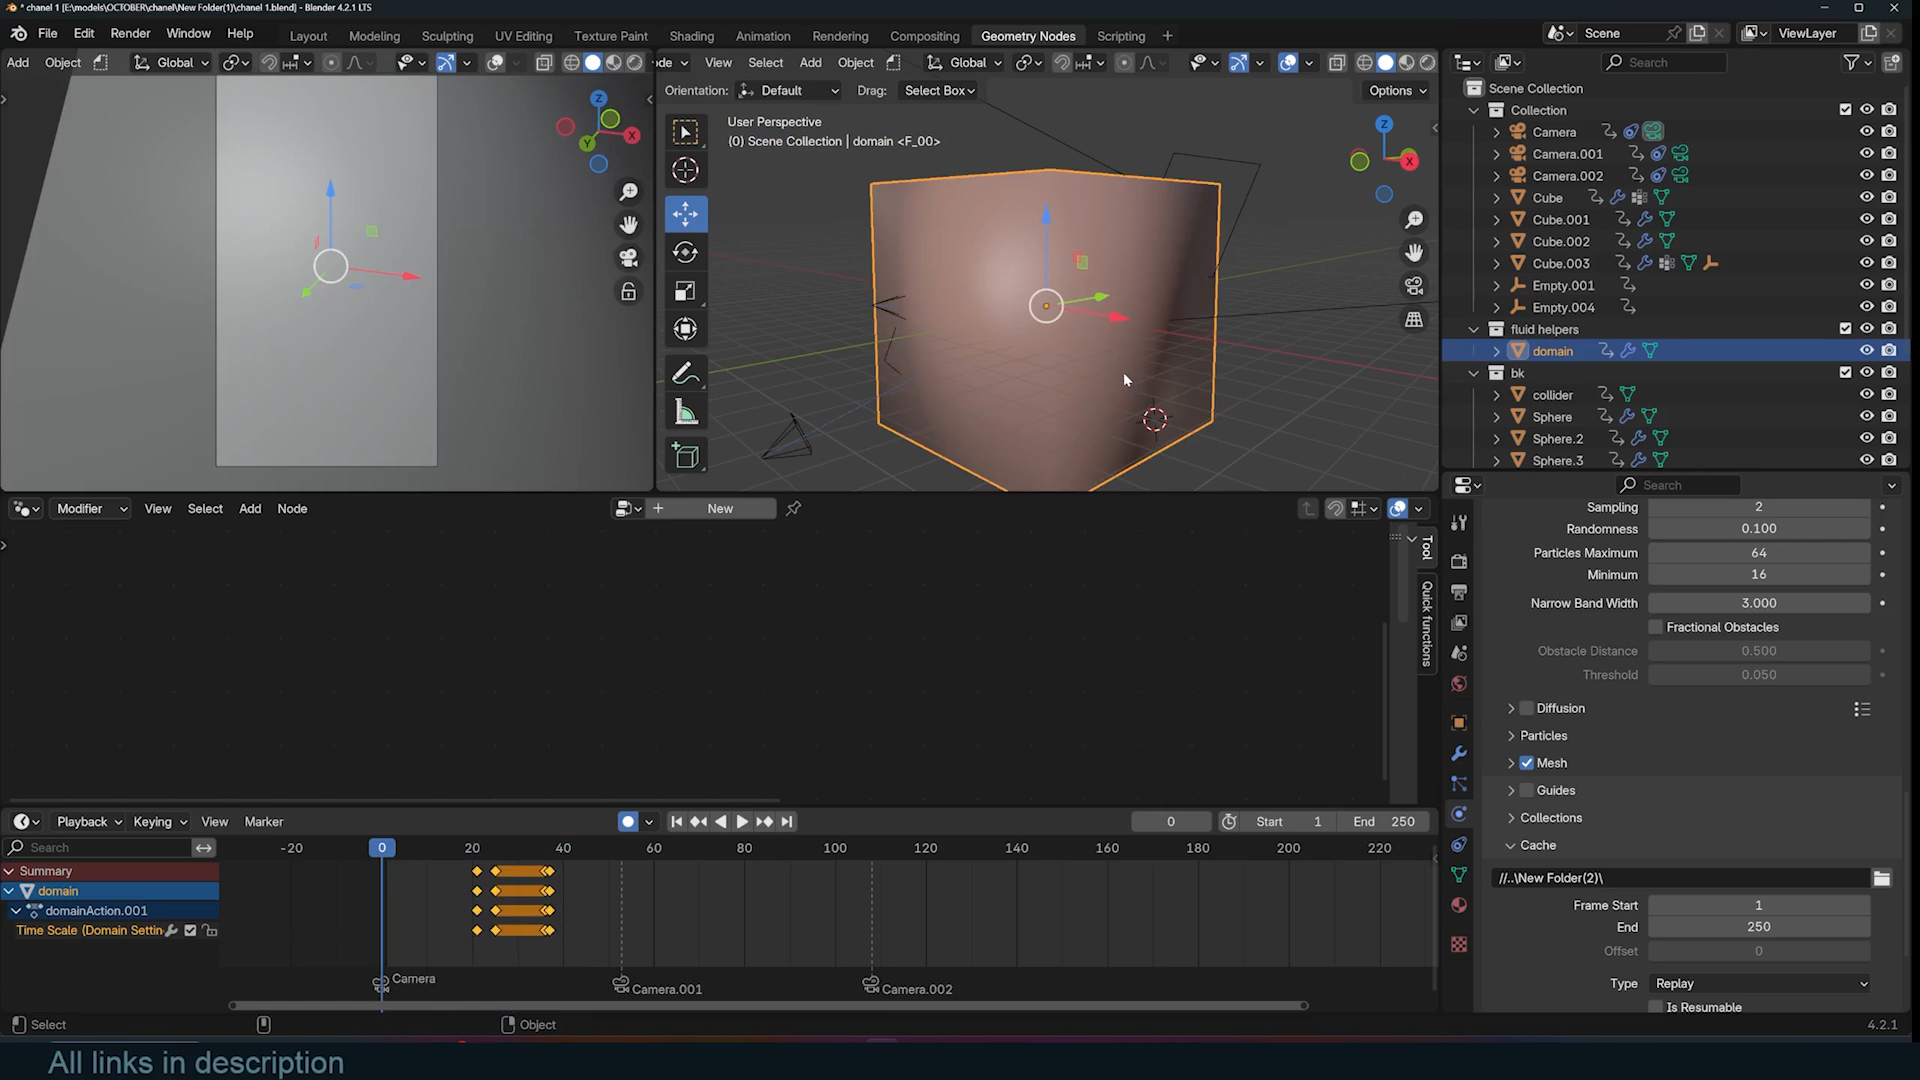 * chanel 1 [E:\models\OCTOBER\chanel\New Folder(1)\chanel 1.blend] - Blender 4.2.1 LTS
File Edit Render Window Help Layout Modeling Sculpting UV Editing Texture Paint Shading Animation Rendering Compositing Geometry Nodes Scripting + Scene ViewLayer
Add Object Global
de View Select Add Object Global
Search
Orientation: Default Drag: Select Box Options
User Perspective
(0) Scene Collection | domain <F_00>
Z
X
Y
Z
X
Scene Collection
Collection
Camera
Camera.001
Camera.002
Cube
Cube.001
Cube.002
Cube.003
Empty.001
Empty.004
fluid helpers
domain
bk
collider
Sphere
Sphere.2
Sphere.3
Search
Sampling 2
Randomness 0.100
Particles Maximum 64
Minimum 16
Narrow Band Width 3.000
Fractional Obstacles
Obstacle Distance 0.500
Threshold 0.050
Diffusion
Particles
Mesh
Guides
Collections
Cache
//..\New Folder(2)\
Frame Start 1
End 250
Offset 0
Type Replay
Is Resumable
Modifier View Select Add Node + New
Tool
Quick functions
Playback Keying View Marker 0 Start 1 End 250
Search
-20 0 20 40 60 80 100 120 140 160 180 200 220
Summary
domain
domainAction.001
Time Scale (Domain Settin
Camera
Camera.001
Camera.002
Select Object 4.2.1
All links in description